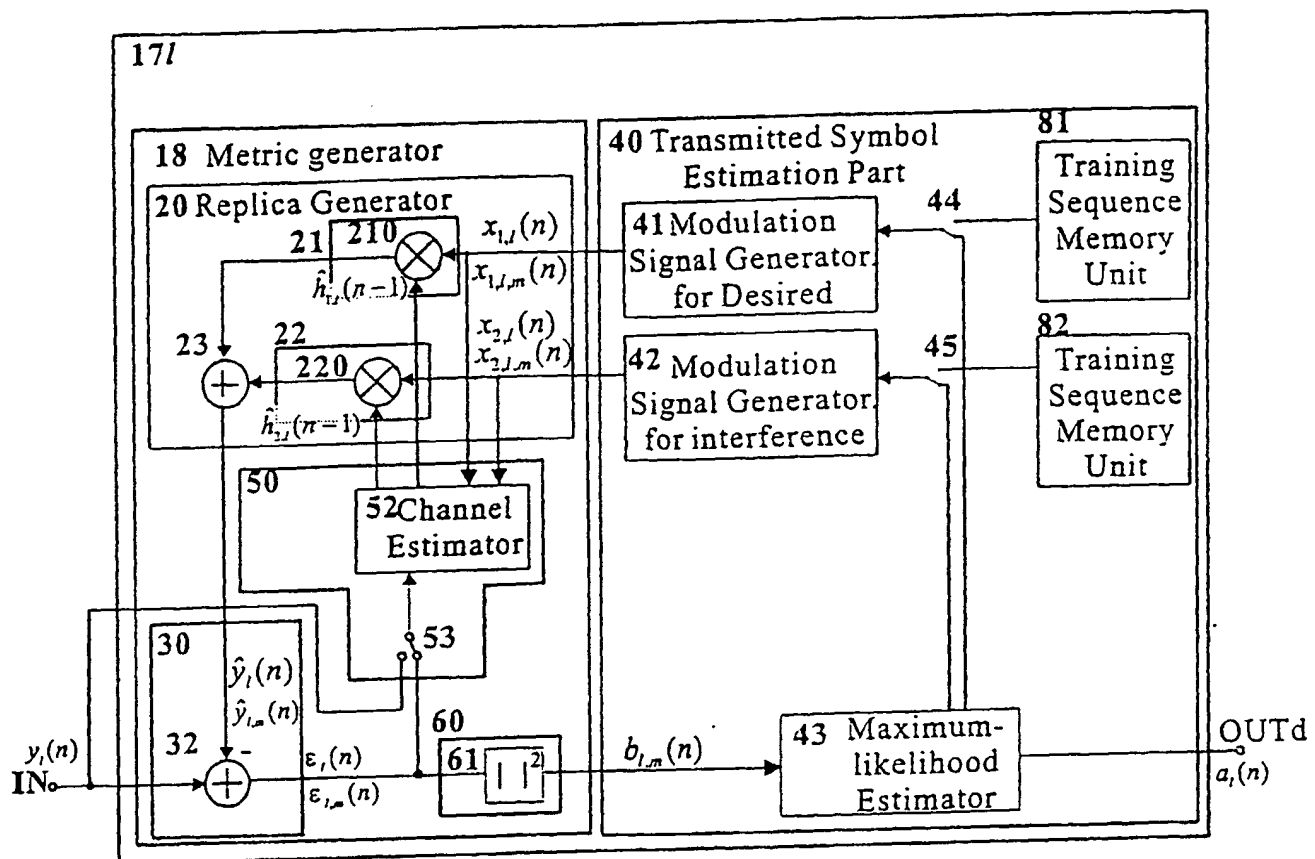 17l
18 Metric generator
20 Replica Generator
21
210
ĥ₁,ₗ(n−1)
x₁,ₗ(n)
x₁,ₗ,ₘ(n)
x₂,ₗ(n)
x₂,ₗ,ₘ(n)
23
22
220
ĥ₂,ₗ(n−1)
+
50
52 Channel
Estimator
53
30
ŷₗ(n)
ŷₗ,ₘ(n)
32
-
+
yₗ(n)
IN
εₗ(n)
εₗ,ₘ(n)
60
61
| |²
bₗ,ₘ(n)
40 Transmitted Symbol
Estimation Part
41 Modulation
Signal Generator
for Desired
42 Modulation
Signal Generator
for interference
44
45
81
Training
Sequence
Memory
Unit
82
Training
Sequence
Memory
Unit
43 Maximum-
likelihood
Estimator
OUTd
aₗ(n)